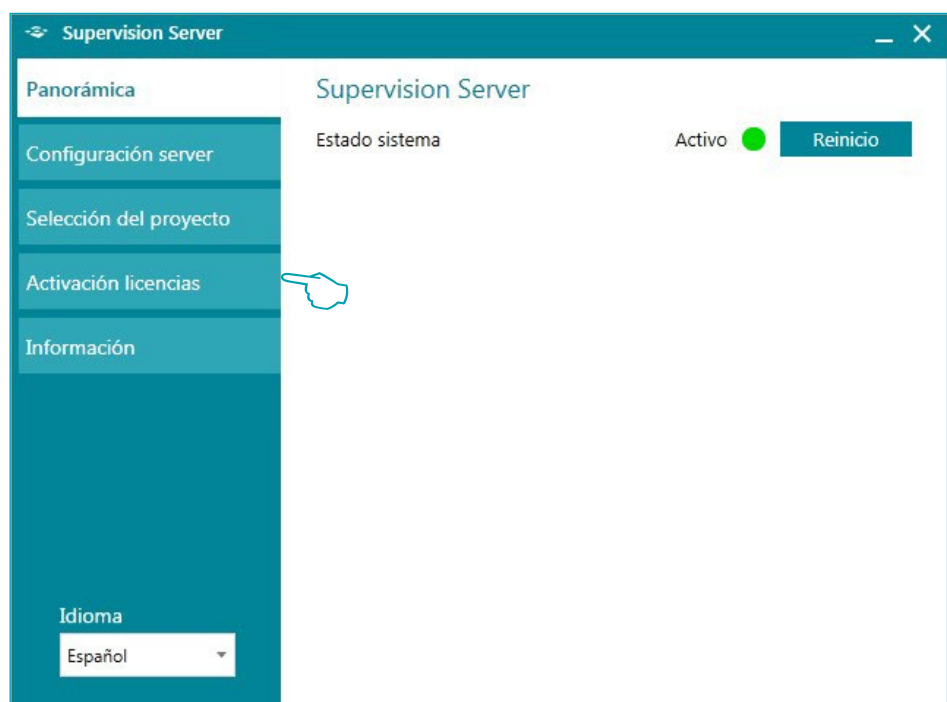 Supervision Server
Panorámica
Configuración server
Selección del proyecto
Activación licencias
Información
Idioma
Español
Supervision Server
Estado sistema Activo Reinicio